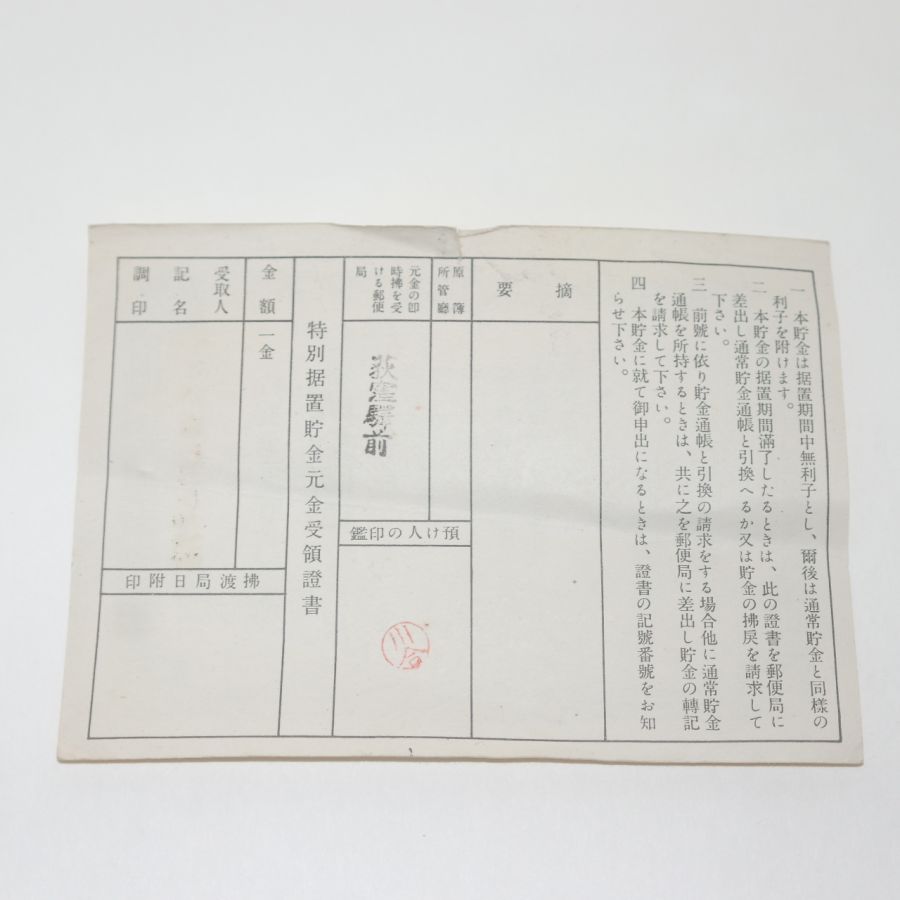 一　本貯金は据置期間中無利子とし、爾後は通常貯金と同様の
利子を附けます。
二　本貯金の据置期間滿了したるときは、此の證書を郵便局に
差出し通常貯金通帳と引換へるか又は貯金の拂戾を請求して
下さい。
三　前號に依り貯金通帳と引換の請求をする場合他に通常貯金
通帳を所持するときは、共に之を郵便局に差出し貯金の轉記
を請求して下さい。
四　本貯金に就て御申出になるときは、證書の記號番號をお知
らせ下さい。
摘要
原簿
所管廳
元金の卽
時拂を受
ける郵便
局
荻窪驛前
預け人の印鑑
川合
特別据置貯金元金受領證書
金額
一金
受取人
記名
調印
拂渡局日附印